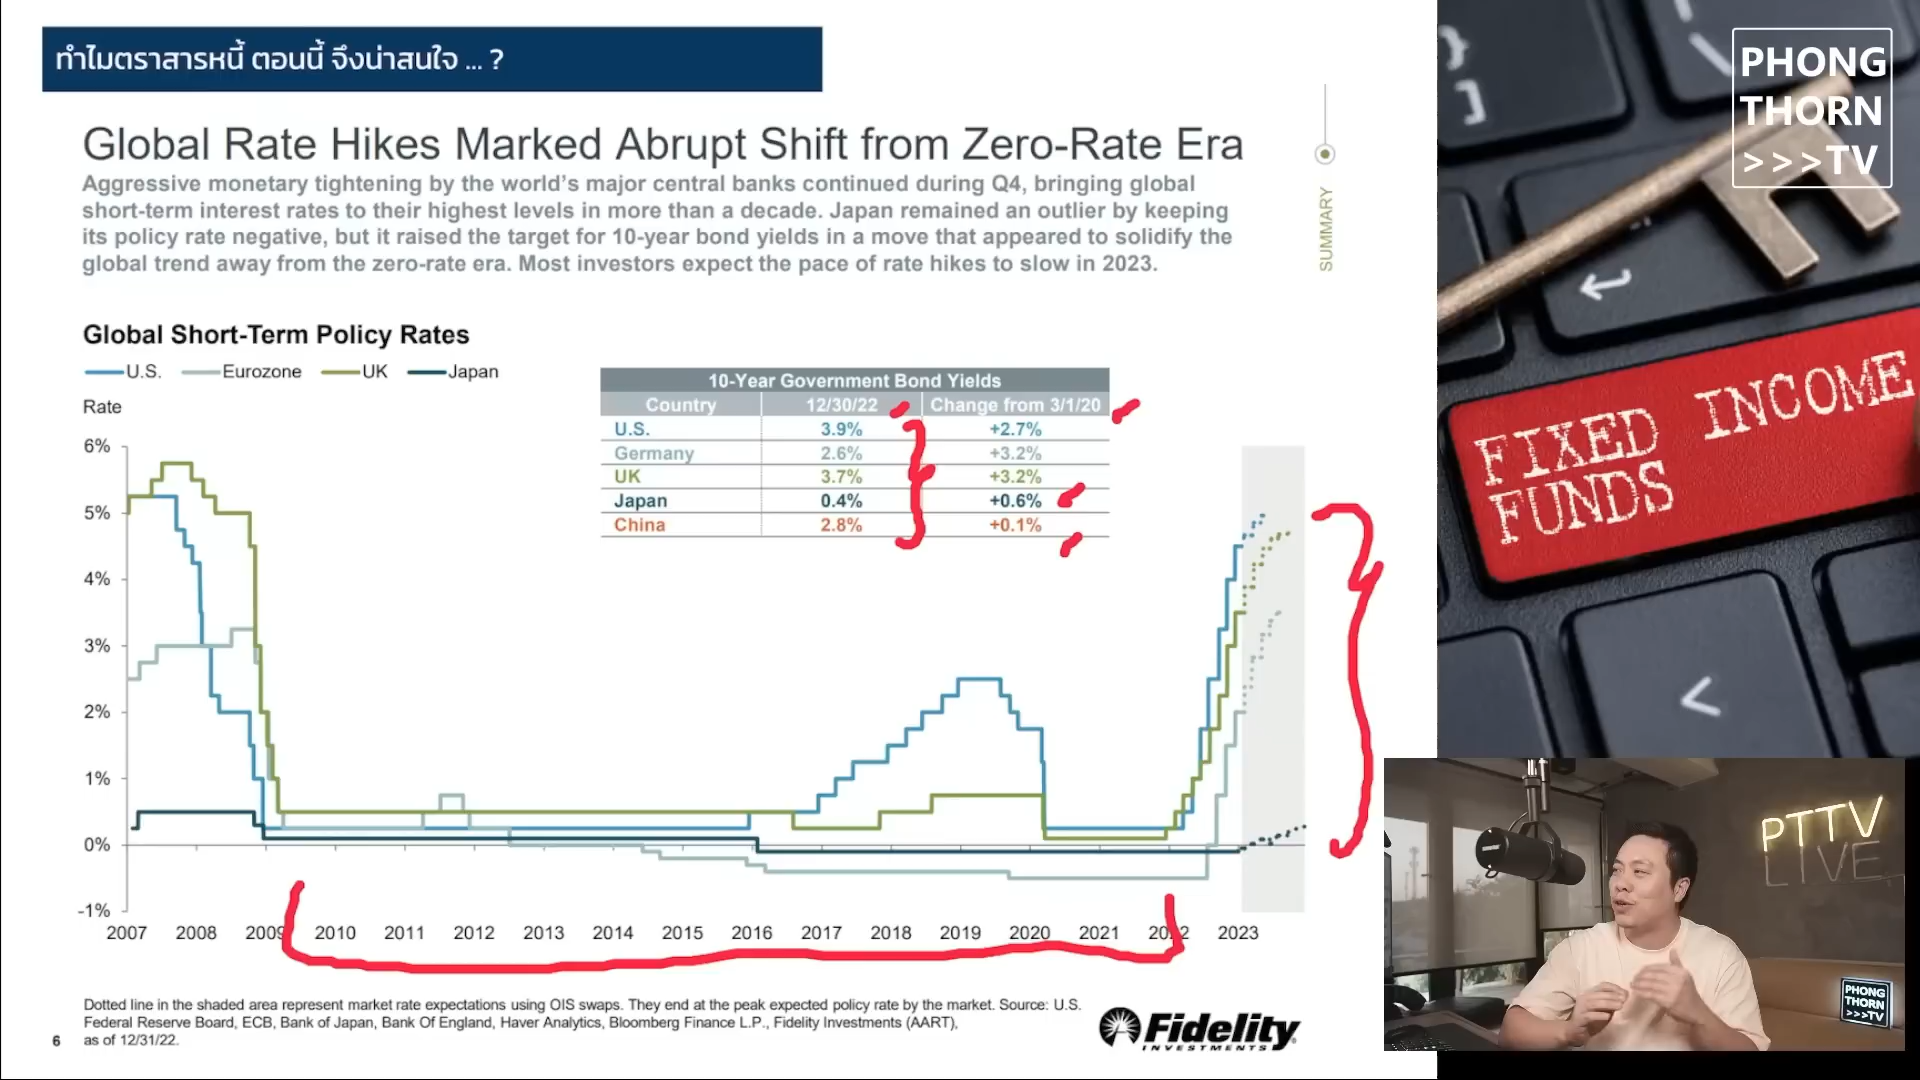 ทำไมตราสารหนี้ ตอนนี้ จึงน่าสนใจ ... ?
Global Rate Hikes Marked Abrupt Shift from Zero-Rate Era
Aggressive monetary tightening by the world's major central banks continued during Q4, bringing global
short-term interest rates to their highest levels in more than a decade. Japan remained an outlier by keeping
its policy rate negative, but it raised the target for 10-year bond yields in a move that appeared to solidify the
global trend away from the zero-rate era. Most investors expect the pace of rate hikes to slow in 2023.
SUMMARY
Global Short-Term Policy Rates
U.S. Eurozone UK Japan
Rate
10-Year Government Bond Yields
Country 12/30/22 Change from 3/1/20
U.S. 3.9% +2.7%
Germany 2.6% +3.2%
UK 3.7% +3.2%
Japan 0.4% +0.6%
China 2.8% +0.1%
6%
5%
4%
3%
2%
1%
0%
-1%
2007 2008 2009 2010 2011 2012 2013 2014 2015 2016 2017 2018 2019 2020 2021 2022 2023
Dotted line in the shaded area represent market rate expectations using OIS swaps. They end at the peak expected policy rate by the market. Source: U.S.
Federal Reserve Board, ECB, Bank of Japan, Bank Of England, Haver Analytics, Bloomberg Finance L.P., Fidelity Investments (AART),
as of 12/31/22.
6
Fidelity
INVESTMENTS
PHONG
THORN
>>>TV
FIXED INCOME
FUNDS
PTTV
LIVE
PHONG
THORN
>>>TV